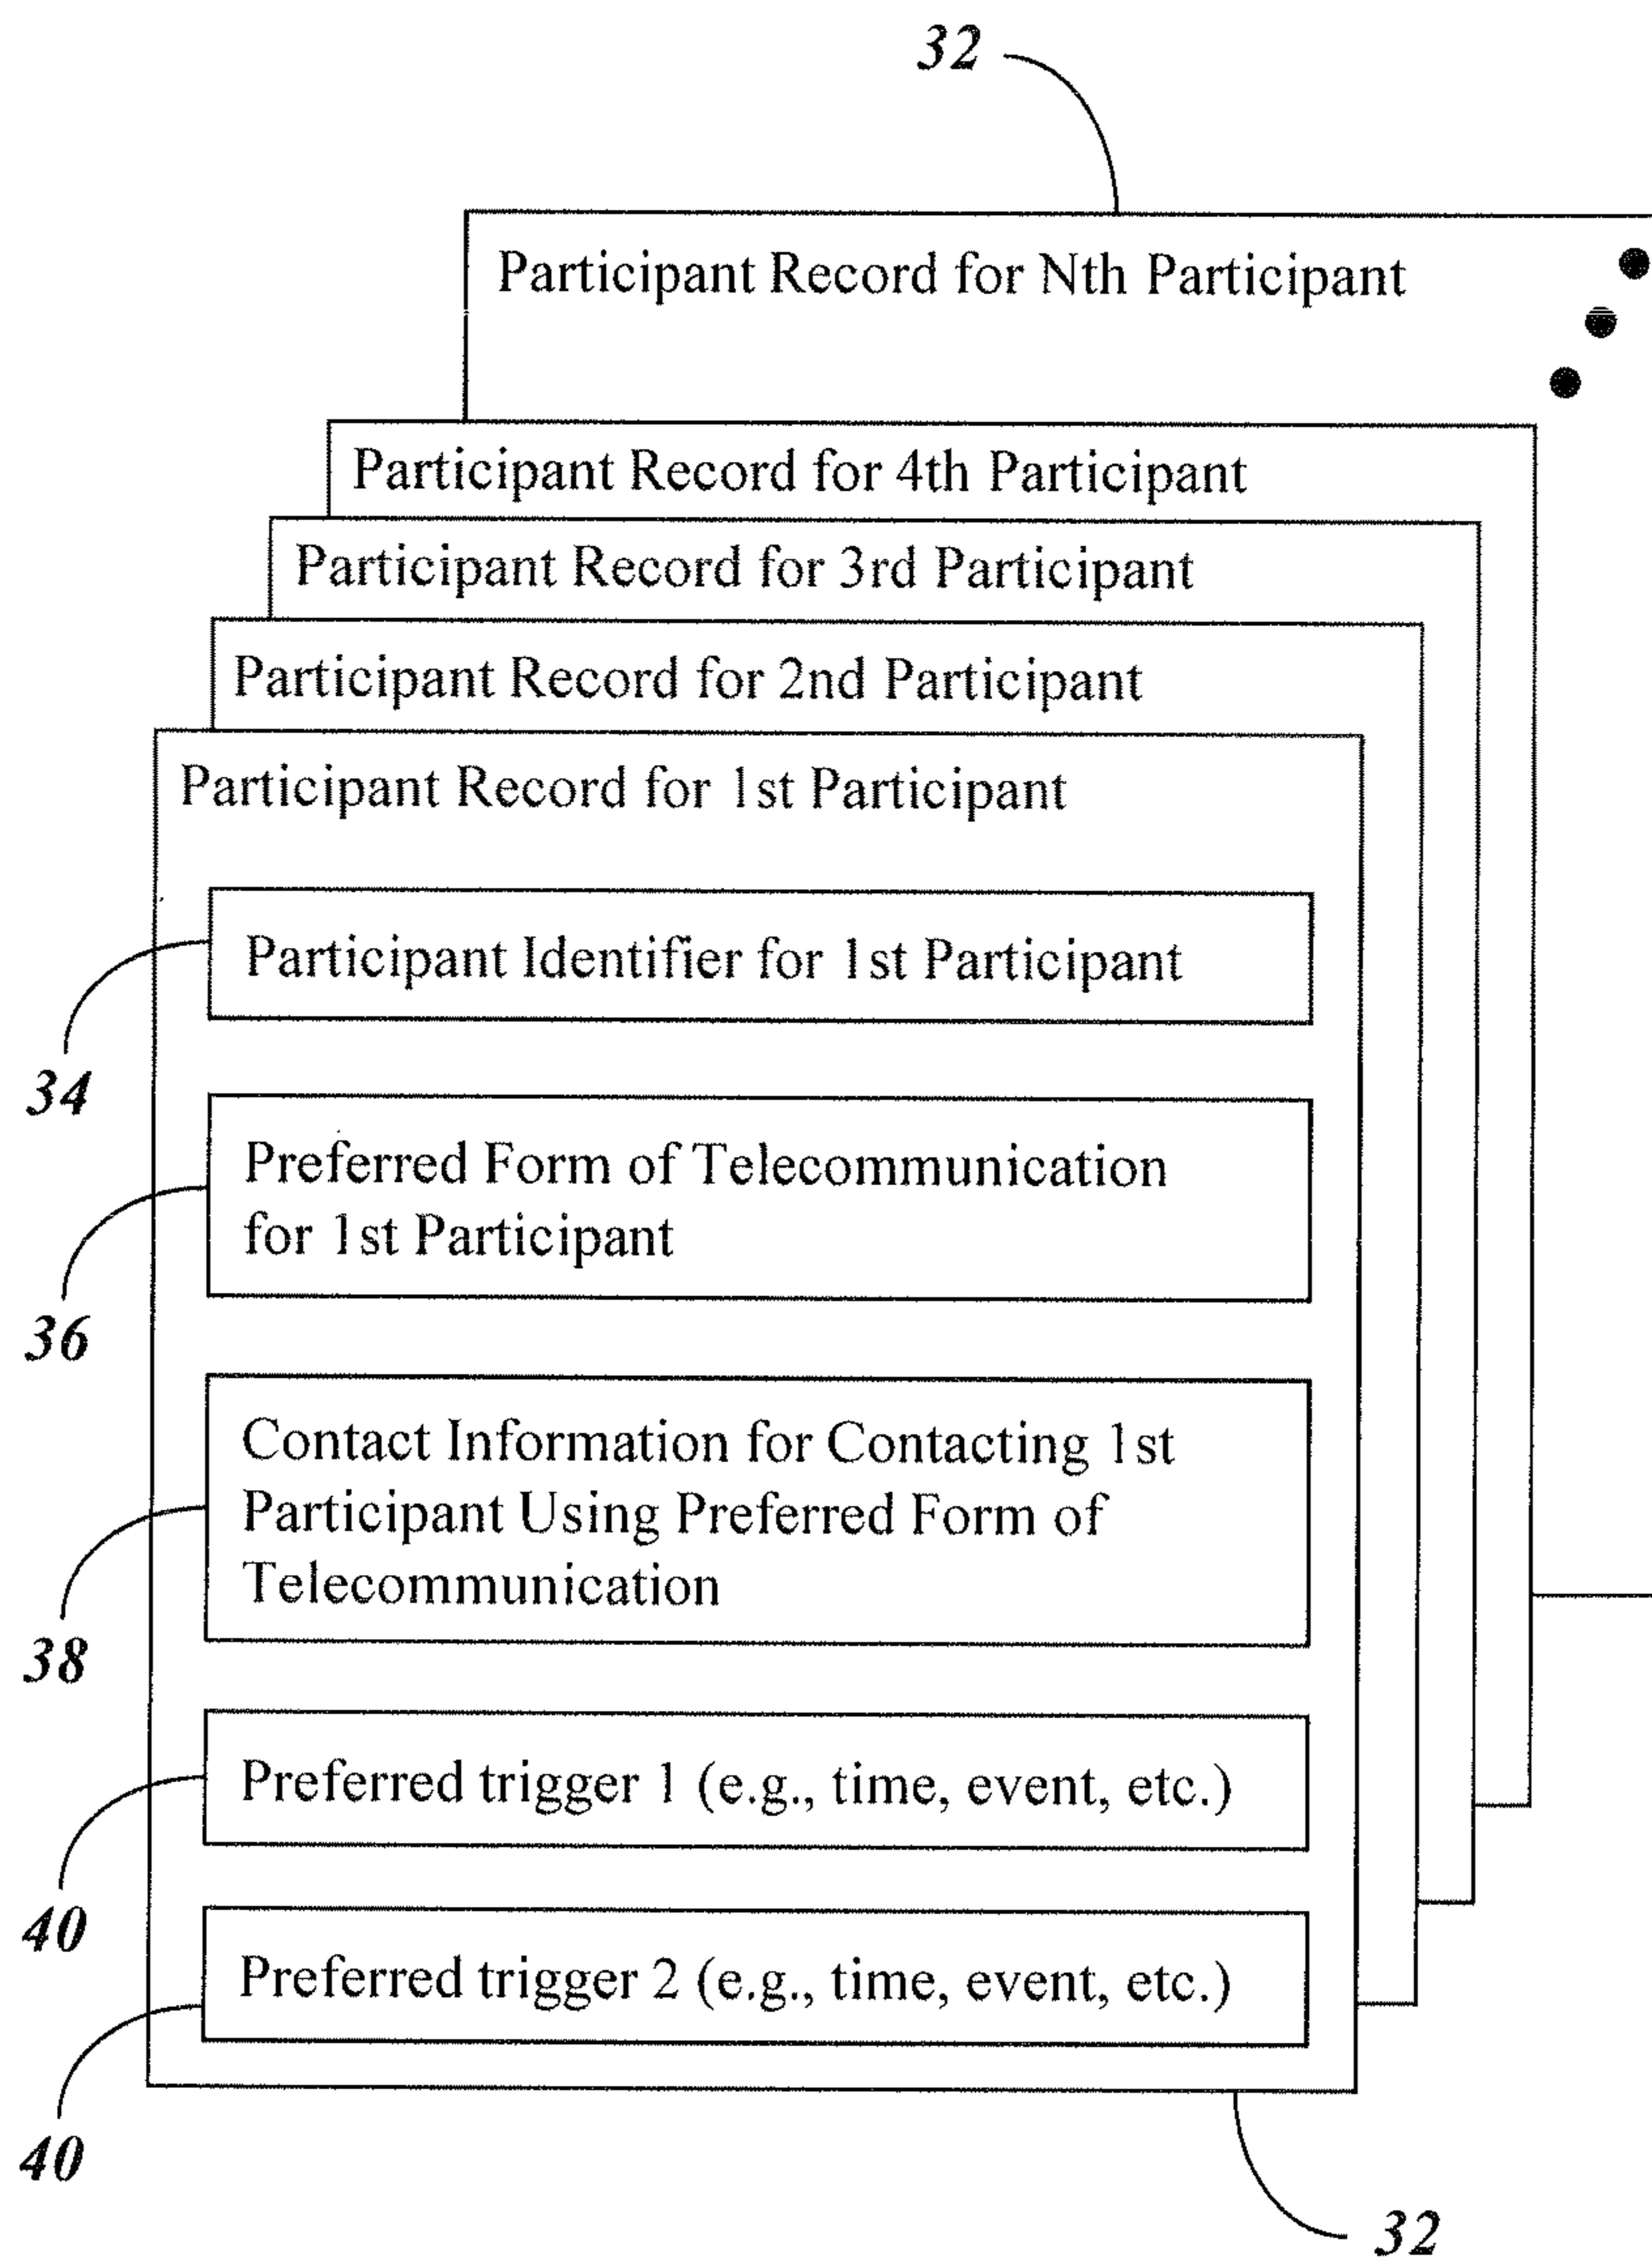 32
Participant Record for Nth Participant
Participant Record for 4th Participant
Participant Record for 3rd Participant
Participant Record for 2nd Participant
Participant Record for 1st Participant
Participant Identifier for 1st Participant
34
Preferred Form of Telecommunication
for 1st Participant
36
Contact Information for Contacting 1st
Participant Using Preferred Form of
Telecommunication
38
Preferred trigger 1 (e.g., time, event, etc.)
40
Preferred trigger 2 (e.g., time, event, etc.)
40
32